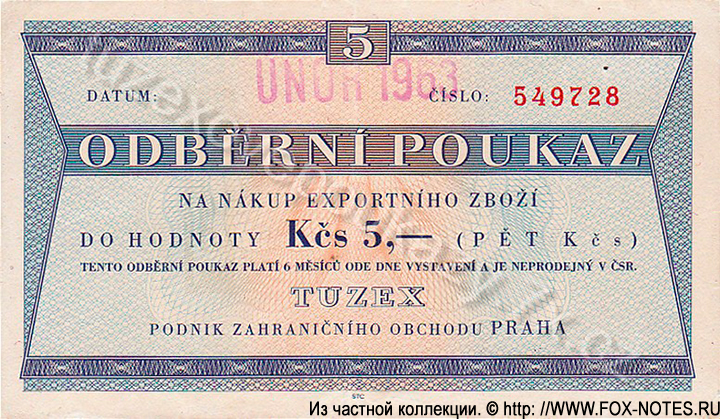 5
ÚNOR 1963
DATUM: ČÍSLO: 549728
ODBĚRNÍ POUKAZ
NA NÁKUP EXPORTNÍHO ZBOŽÍ
DO HODNOTY Kčs 5,— (PĚT Kčs)
TENTO ODBĚRNÍ POUKAZ PLATÍ 6 MĚSÍCŮ ODE DNE VYSTAVENÍ A JE NEPRODEJNÝ V ČSR.
TUZEX
PODNIK ZAHRANIČNÍHO OBCHODU PRAHA
STC
Из частной коллекции. © http: //WWW.FOX-NOTES.RU